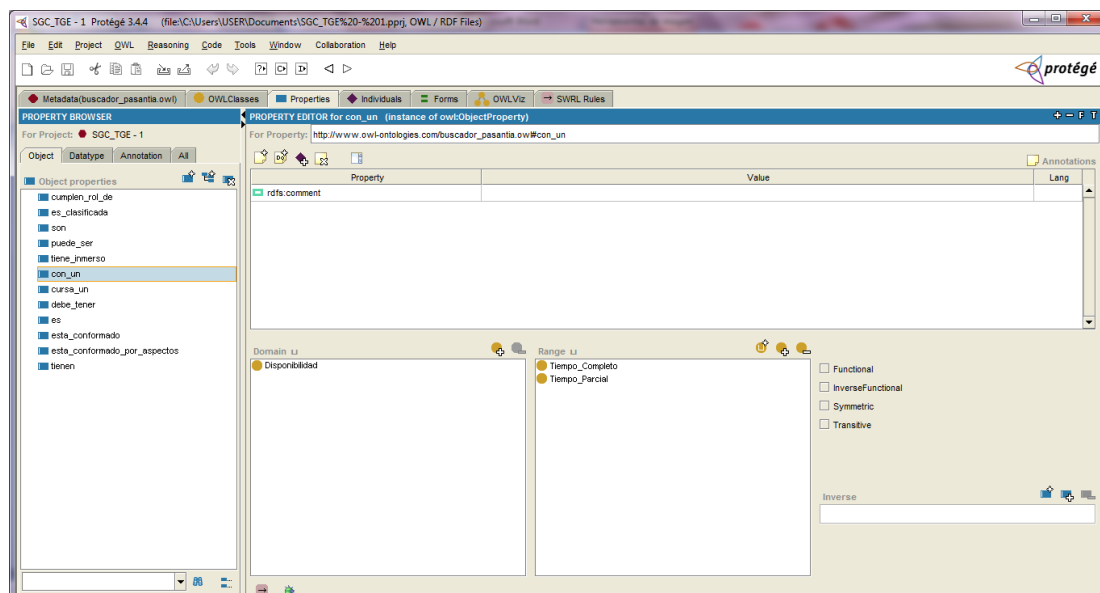 SGC_TGE - 1 Protégé 3.4.4 (file:\C:\Users\USER\Documents\SGC_TGE%20-%201.pprj, OWL / RDF Files)
File Edit Project OWL Reasoning Code Tools Window Collaboration Help
protégé
Metadata(buscador_pasantia.owl) OWLClasses Properties Individuals Forms OWLViz SWRL Rules
PROPERTY BROWSER
For Project: SGC_TGE - 1
Object Datatype Annotation All
Object properties
cumplen_rol_de
es_clasificada
son
puede_ser
tiene_inmerso
con_un
cursa_un
debe_tener
es
esta_conformado
esta_conformado_por_aspectos
tienen
PROPERTY EDITOR for con_un (instance of owl:ObjectProperty)
For Property: http://www.owl-ontologies.com/buscador_pasantia.owl#con_un
Annotations
Property Value Lang
rdfs:comment
Domain
Disponibilidad
Range
Tiempo_Completo
Tiempo_Parcial
Functional
InverseFunctional
Symmetric
Transitive
Inverse